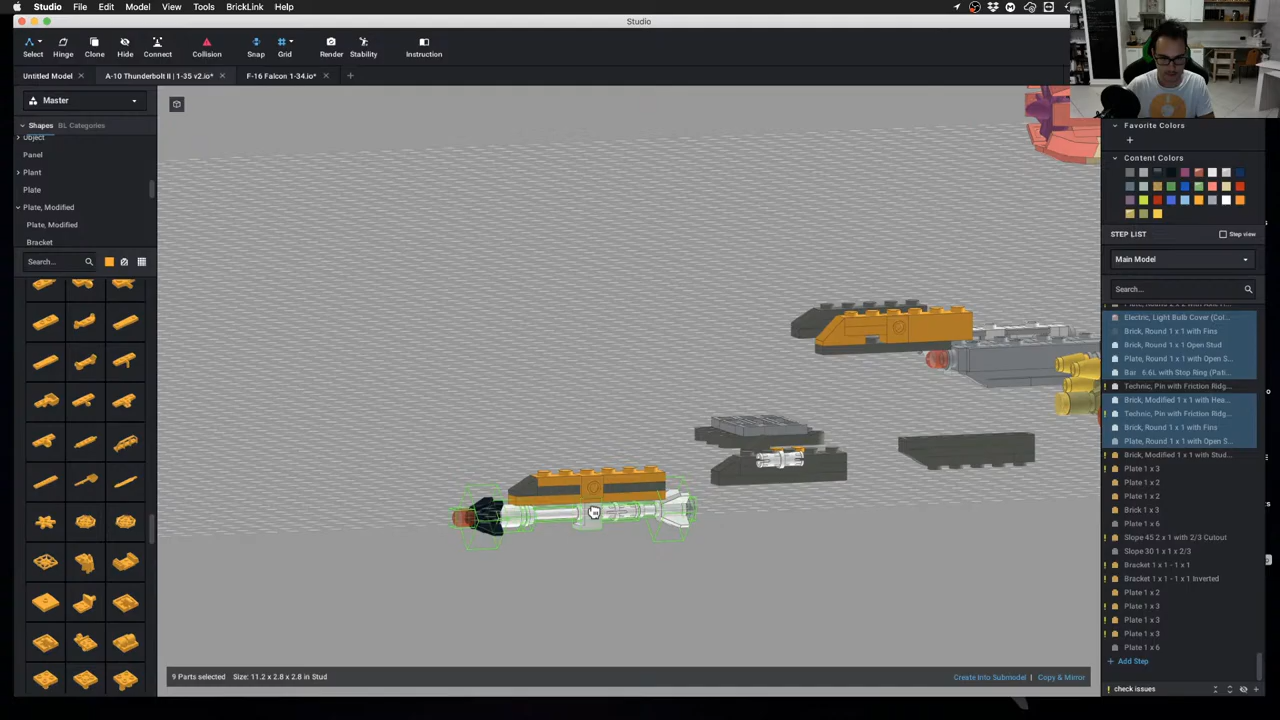 Studio File Edit Model View Tools BrickLink Help
Studio
Select Hinge Clone Hide Connect Collision Snap Grid Render Stability Instruction
Untitled Model A-10 Thunderbolt II | 1-35 v2.io* F-16 Falcon 1-34.io*
Master
Shapes BL Categories
Object
Panel
Plant
Plate
Plate, Modified
Plate, Modified
Bracket
Search...
Favorite Colors
Content Colors
STEP LIST Step view
Main Model
Search...
Electric, Light Bulb Cover (Col...
Brick, Round 1 x 1 with Fins
Brick, Round 1 x 1 Open Stud
Plate, Round 1 x 1 with Open S...
Bar 6.6L with Stop Ring (Pati...
Technic, Pin with Friction Ridg...
Brick, Modified 1 x 1 with Hea...
Technic, Pin with Friction Ridg...
Brick, Round 1 x 1 with Fins
Plate, Round 1 x 1 with Open S...
Brick, Modified 1 x 1 with Stud...
Plate 1 x 3
Plate 1 x 2
Plate 1 x 2
Brick 1 x 3
Plate 1 x 6
Slope 45 2 x 1 with 2/3 Cutout
Slope 30 1 x 1 x 2/3
Bracket 1 x 1 - 1 x 1
Bracket 1 x 1 - 1 x 1 Inverted
Plate 1 x 2
Plate 1 x 3
Plate 1 x 3
Plate 1 x 3
Plate 1 x 6
+ Add Step
9 Parts selected Size: 11.2 x 2.8 x 2.8 in Stud Create Into Submodel | Copy & Mirror
! check issues